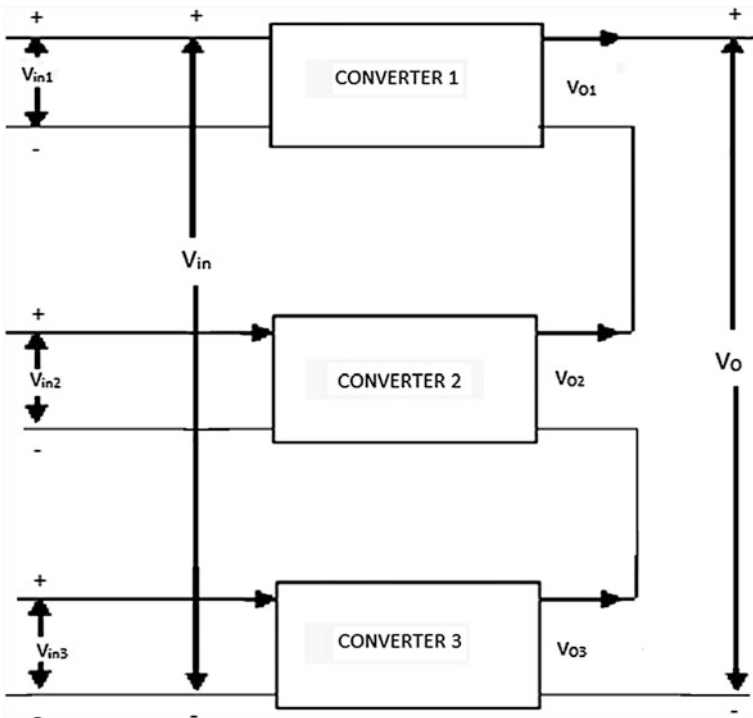 + + +
CONVERTER 1
Vin1
VO1
-
Vin
+
CONVERTER 2
Vin2
VO2
VO
-
+
CONVERTER 3
Vin3
VO3
- - -